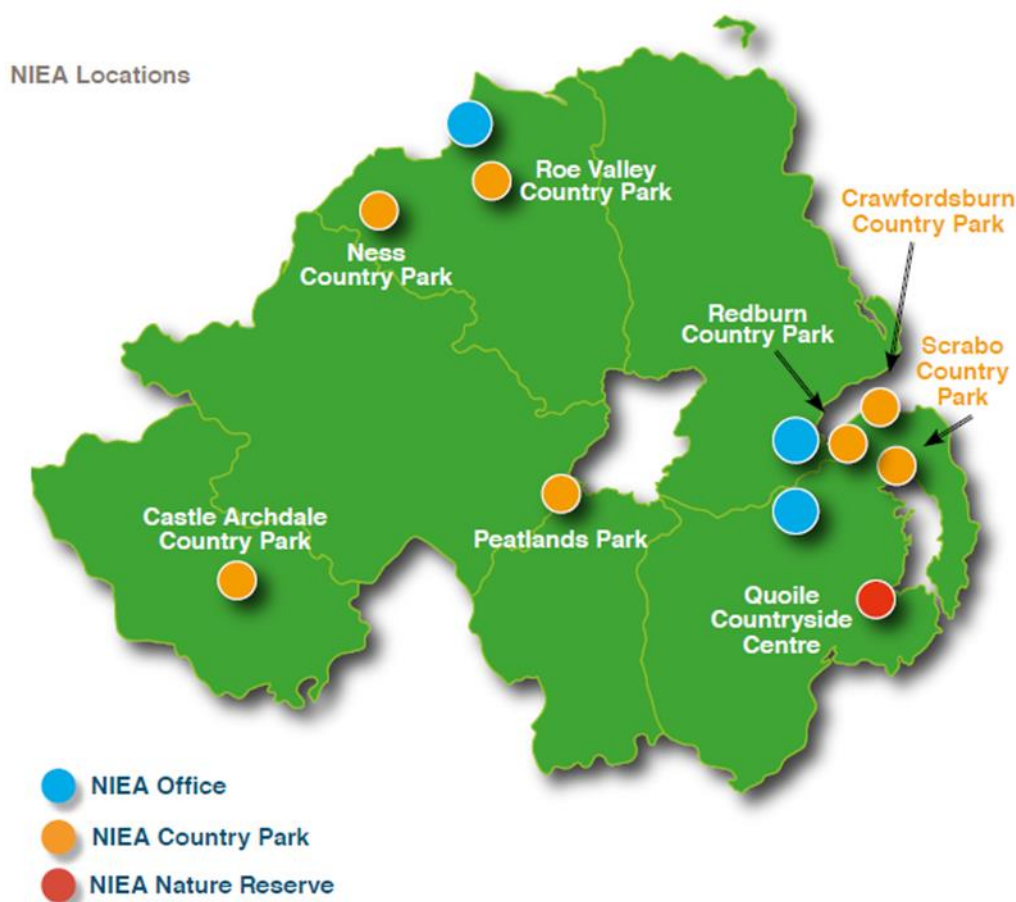 NIEA Locations
Roe Valley
Country Park
Crawfordsburn
Country Park
Ness
Country Park
Redburn
Country Park
Scrabo
Country
Park
Castle Archdale
Country Park
Peatlands Park
Quoile
Countryside
Centre
NIEA Office
NIEA Country Park
NIEA Nature Reserve